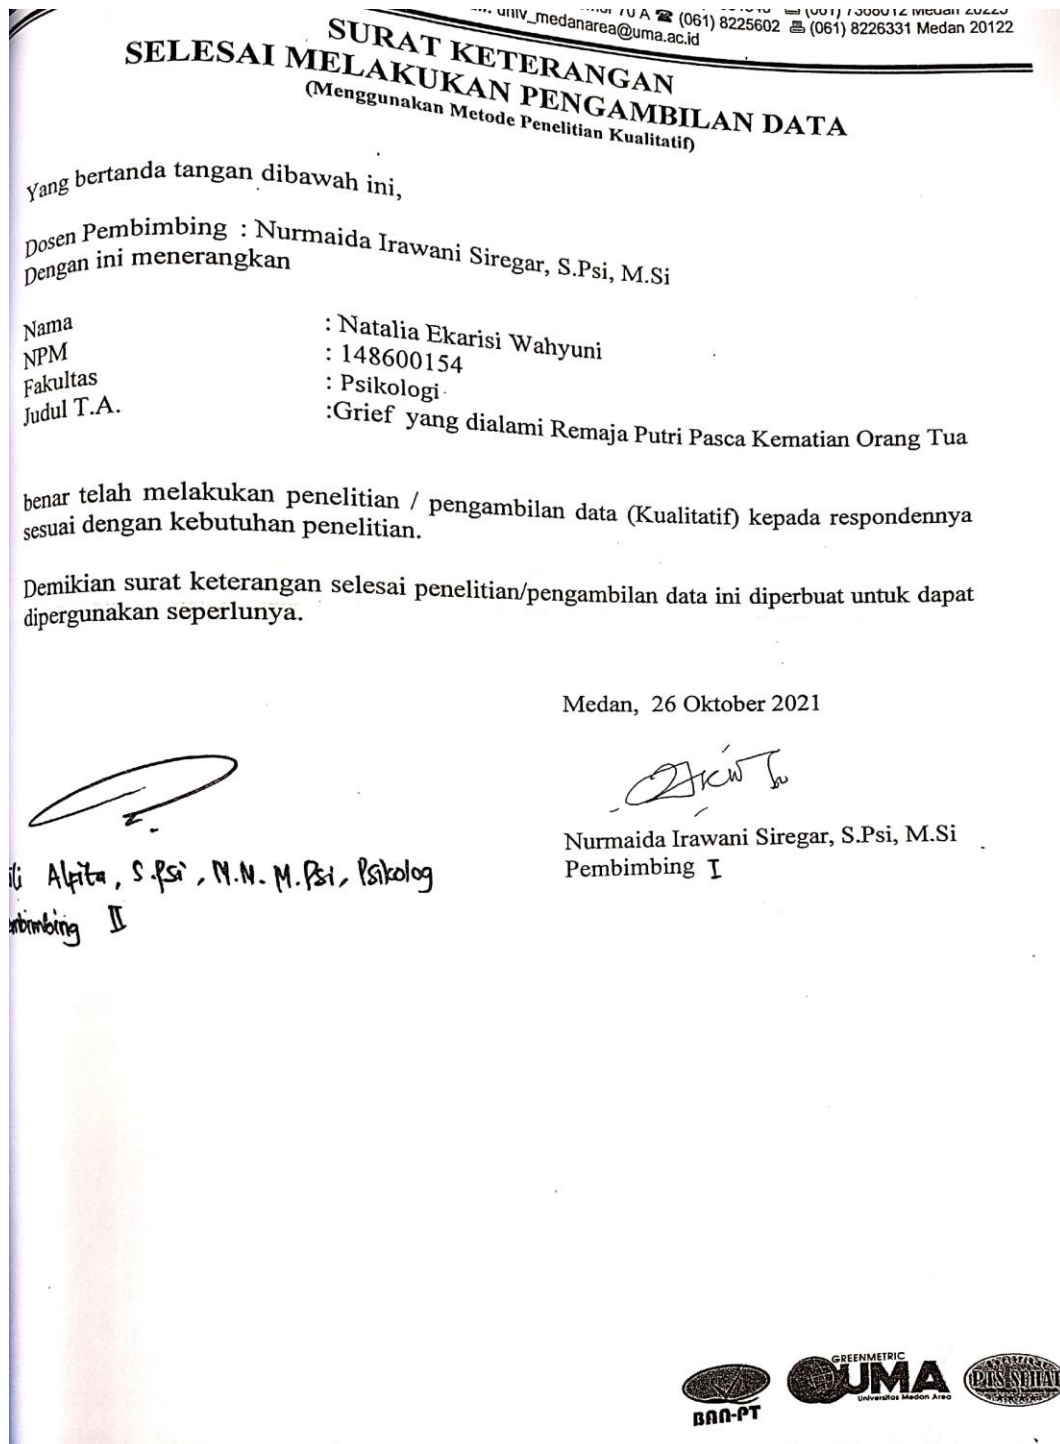 univ_medanarea@uma.ac.id
70 A ☎ (061) 8225602 (061) 8226331 Medan 20122
SURAT KETERANGAN
SELESAI MELAKUKAN PENGAMBILAN DATA
(Menggunakan Metode Penelitian Kualitatif)
Yang bertanda tangan dibawah ini,
Dosen Pembimbing : Nurmaida Irawani Siregar, S.Psi, M.Si
Dengan ini menerangkan
Nama : Natalia Ekarisi Wahyuni
NPM : 148600154
Fakultas : Psikologi
Judul T.A. :Grief yang dialami Remaja Putri Pasca Kematian Orang Tua
benar telah melakukan penelitian / pengambilan data (Kualitatif) kepada respondennya
sesuai dengan kebutuhan penelitian.
Demikian surat keterangan selesai penelitian/pengambilan data ini diperbuat untuk dapat
dipergunakan seperlunya.
Medan, 26 Oktober 2021
Nurmaida Irawani Siregar, S.Psi, M.Si
Pembimbing I
Alfita, S.Psi, M.M. M.Psi, Psikolog
II
BAN-PT
GREENMETRIC
UMA
Universitas Medan Area
PTS SEHAT